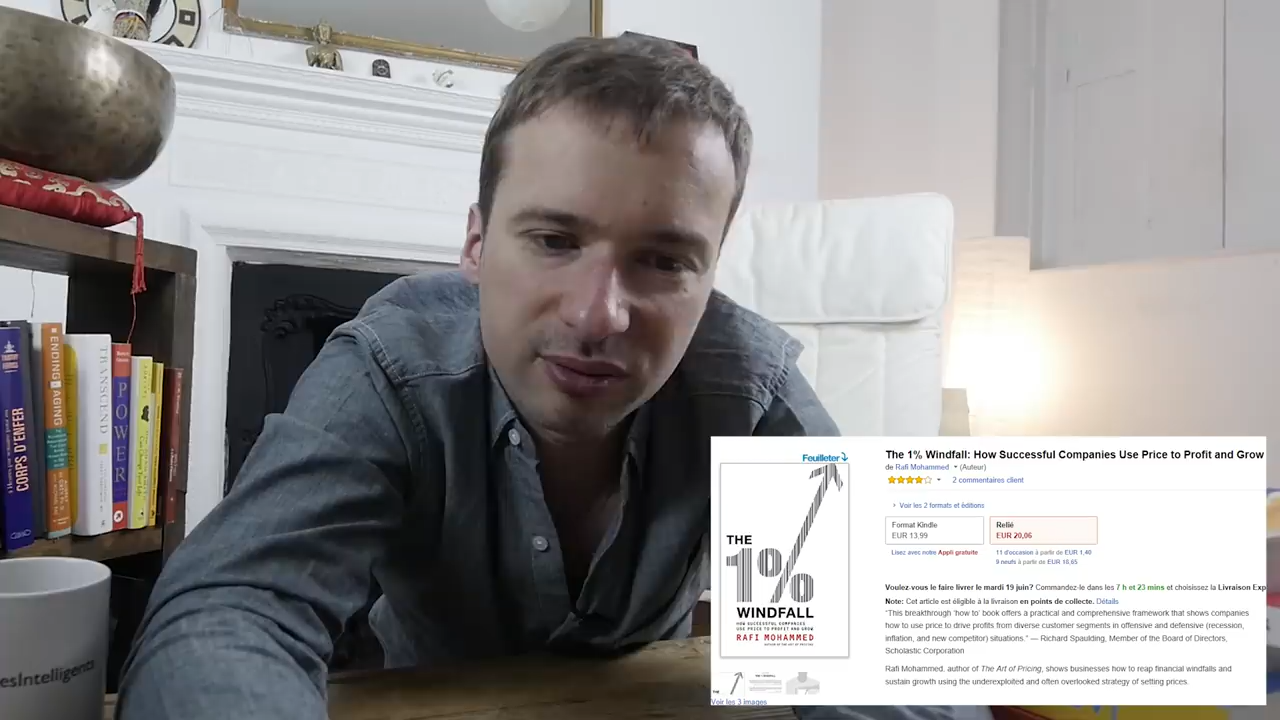 CORPS D'ENFER
ENDING AGING
TRANSCEND
POWER
esIntelligents
Feuilleter
THE
1%
WINDFALL
HOW SUCCESSFUL COMPANIES
USE PRICE TO PROFIT AND GROW
RAFI MOHAMMED
AUTHOR OF THE ART OF PRICING
Voir les 3 images
The 1% Windfall: How Successful Companies Use Price to Profit and Grow
de Rafi Mohammed (Auteur)
2 commentaires client
Voir les 2 formats et éditions
Format Kindle
EUR 13,99
Relié
EUR 20,06
Lisez avec notre Appli gratuite
11 d'occasion à partir de EUR 1,40
9 neufs à partir de EUR 18,65
Voulez-vous le faire livrer le mardi 19 juin? Commandez-le dans les 7 h et 23 mins et choisissez la Livraison Exp
Note: Cet article est éligible à la livraison en points de collecte. Détails
“This breakthrough ‘how to’ book offers a practical and comprehensive framework that shows companies
how to use price to drive profits from diverse customer segments in offensive and defensive (recession,
inflation, and new competitor) situations.” — Richard Spaulding, Member of the Board of Directors,
Scholastic Corporation
Rafi Mohammed, author of The Art of Pricing, shows businesses how to reap financial windfalls and
sustain growth using the underexploited and often overlooked strategy of setting prices.